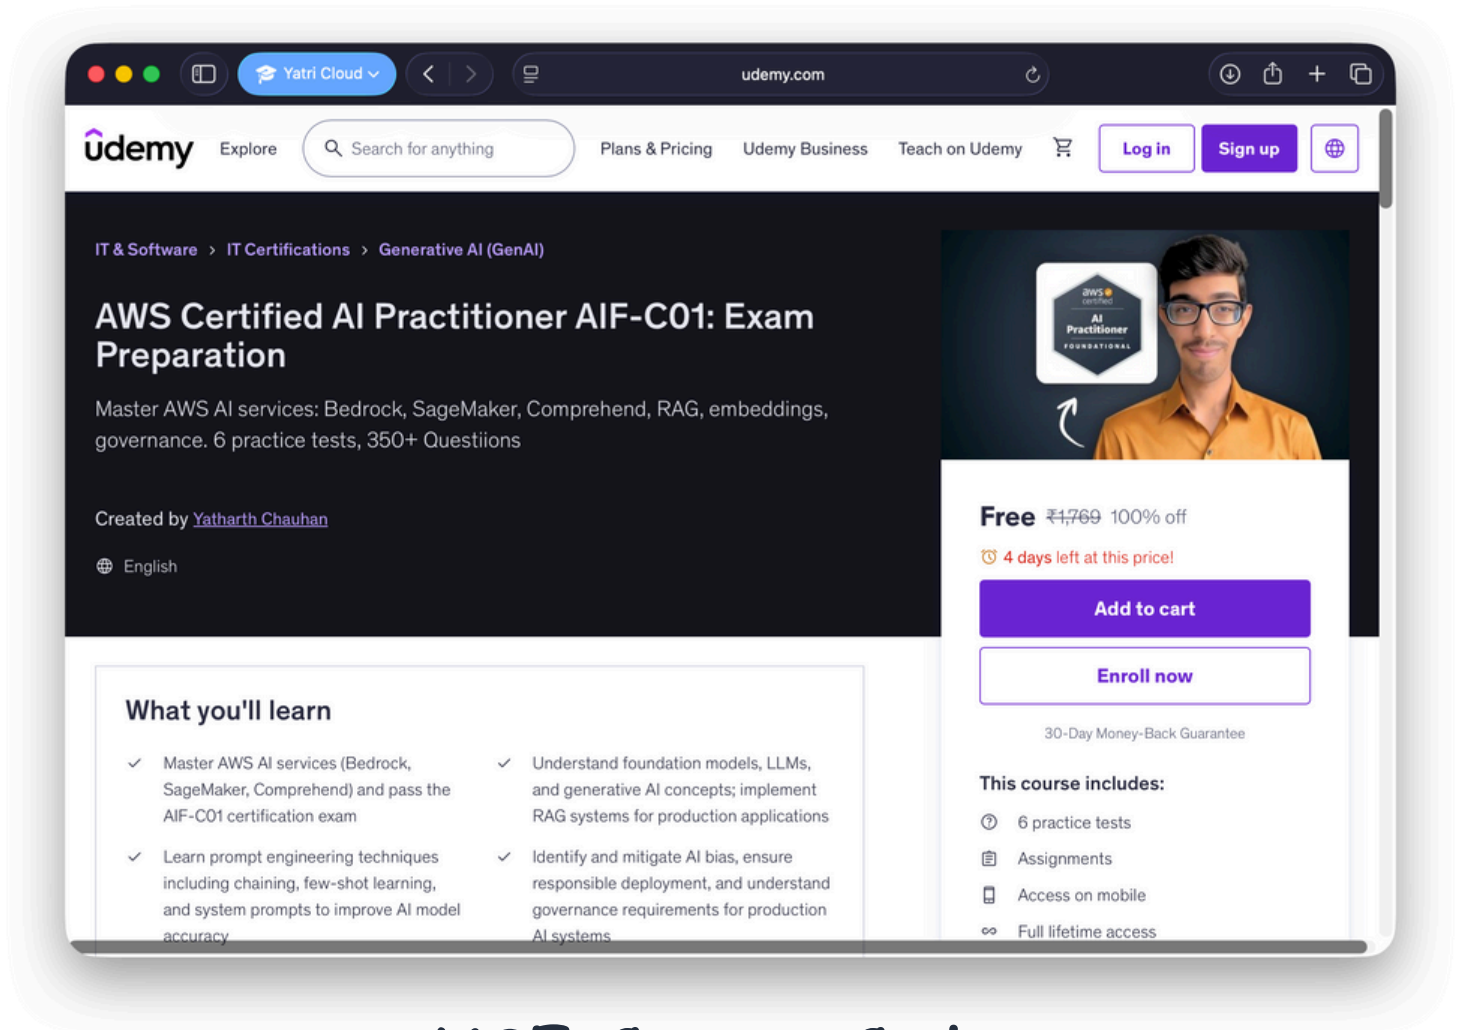 Yatri Cloud
udemy.com
ûdemy
Explore
Search for anything
Plans & Pricing
Udemy Business
Teach on Udemy
Log in
Sign up
IT & Software > IT Certifications > Generative AI (GenAI)
AWS Certified AI Practitioner AIF-C01: Exam
Preparation
Master AWS AI services: Bedrock, SageMaker, Comprehend, RAG, embeddings,
governance. 6 practice tests, 350+ Questiions
Created by Yatharth Chauhan
English
aws
certified
AI
Practitioner
FOUNDATIONAL
Free ₹1,769 100% off
4 days left at this price!
Add to cart
Enroll now
30-Day Money-Back Guarantee
This course includes:
6 practice tests
Assignments
Access on mobile
Full lifetime access
What you'll learn
Master AWS AI services (Bedrock,
SageMaker, Comprehend) and pass the
AIF-C01 certification exam
Learn prompt engineering techniques
including chaining, few-shot learning,
and system prompts to improve AI model
accuracy
Understand foundation models, LLMs,
and generative AI concepts; implement
RAG systems for production applications
Identify and mitigate AI bias, ensure
responsible deployment, and understand
governance requirements for production
AI systems